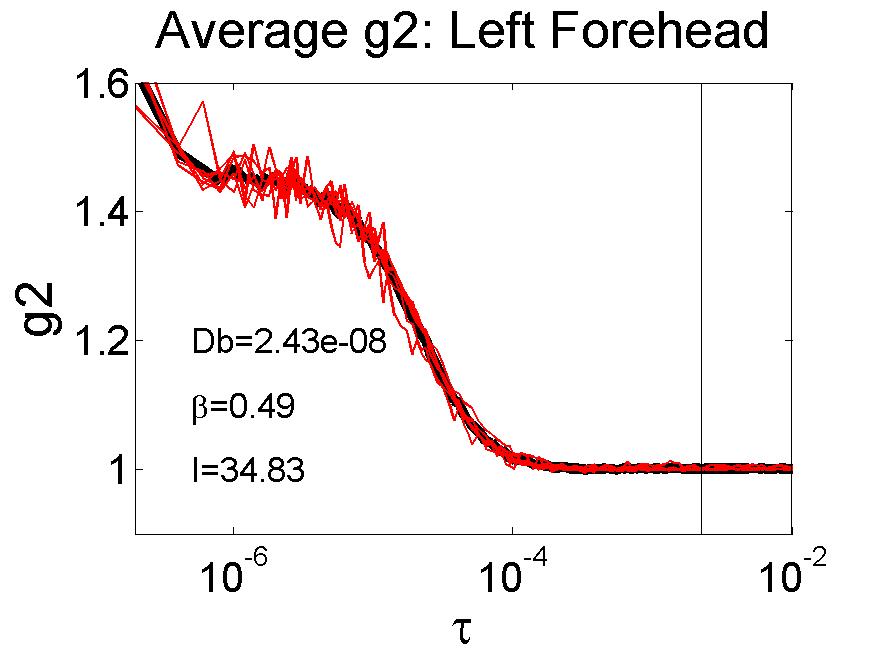 Average g2: Left Forehead
1.6
1.4
1.2
1
g2
Db=2.43e-08
β=0.49
I=34.83
10^-6
10^-4
10^-2
τ